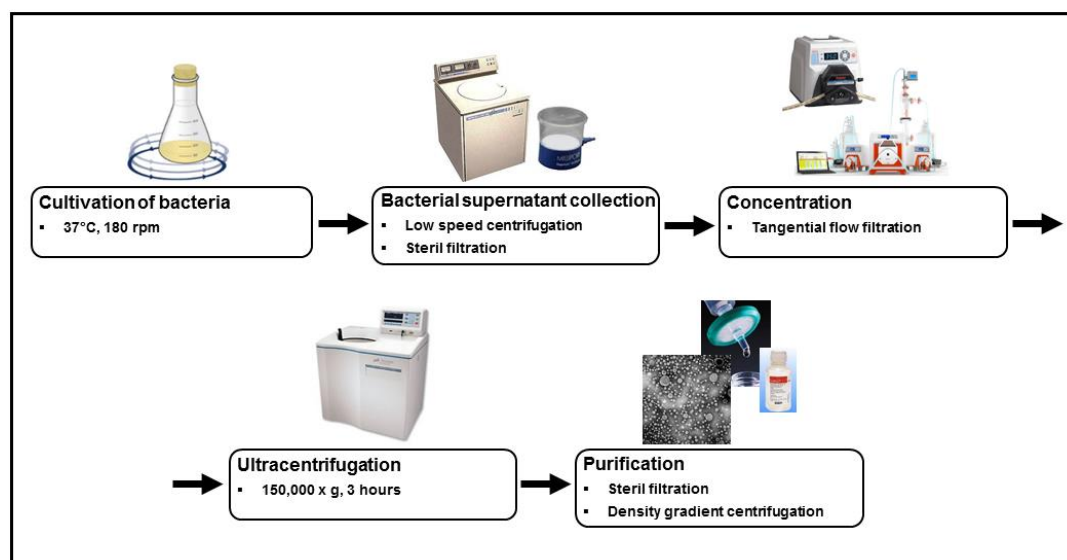 Cultivation of bacteria
▪ 37°C, 180 rpm
Bacterial supernatant collection
▪ Low speed centrifugation
▪ Steril filtration
Concentration
▪ Tangential flow filtration
Ultracentrifugation
▪ 150,000 x g, 3 hours
Purification
▪ Steril filtration
▪ Density gradient centrifugation